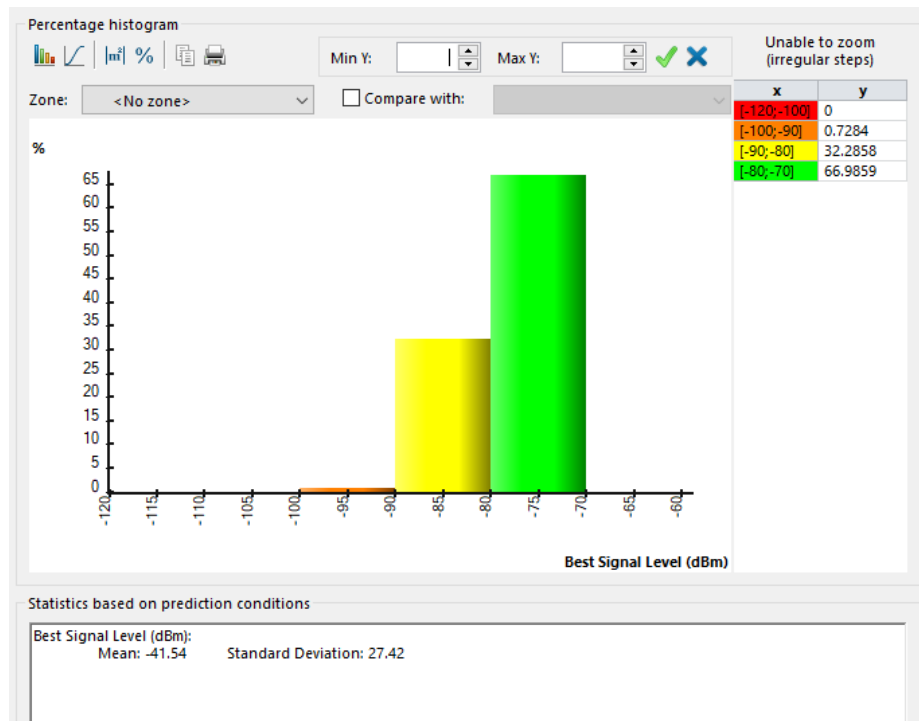 Percentage histogram
Min Y: Max Y:
Unable to zoom
(irregular steps)
Zone: <No zone> Compare with:
x y
[-120;-100] 0
[-100;-90] 0.7284
[-90;-80] 32.2858
[-80;-70] 66.9859
%
65
60
55
50
45
40
35
30
25
20
15
10
5
0
-120 -115 -110 -105 -100 -95 -90 -85 -80 -75 -70 -65 -60
Best Signal Level (dBm)
Statistics based on prediction conditions
Best Signal Level (dBm):
Mean: -41.54 Standard Deviation: 27.42